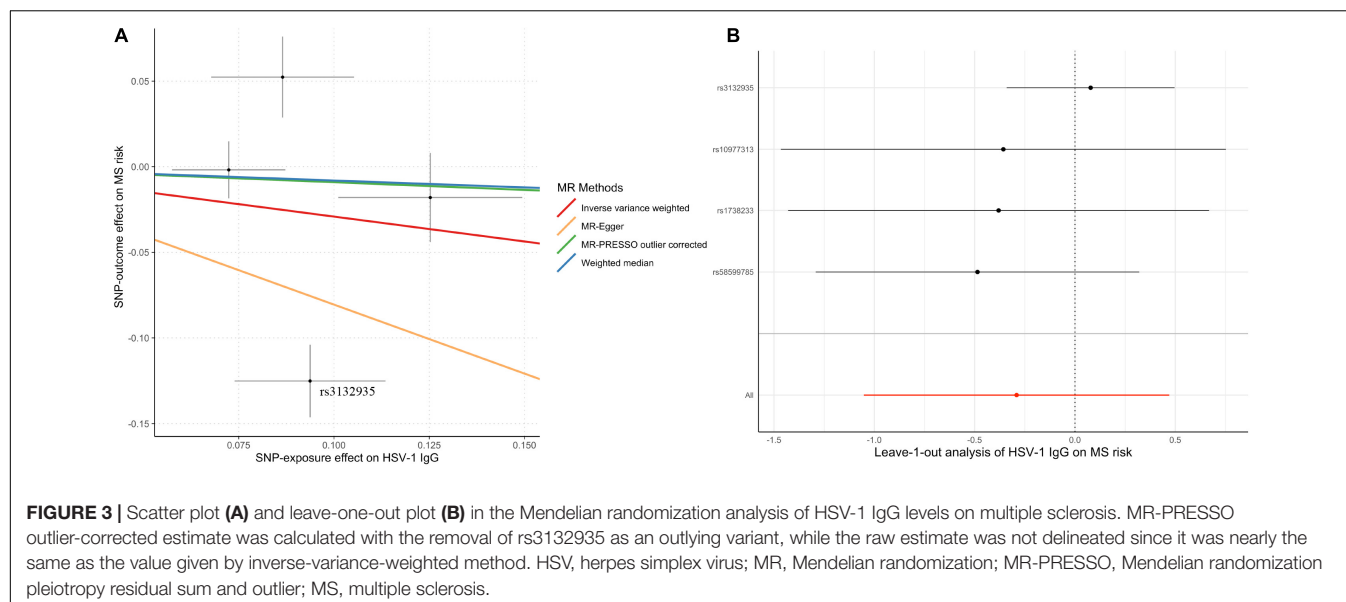 A
0.05
0.00
-0.05
-0.10
-0.15
SNP-outcome effect on MS risk
rs3132935
0.075
0.100
0.125
0.150
SNP-exposure effect on HSV-1 IgG
MR Methods
Inverse variance weighted
MR-Egger
MR-PRESSO outlier corrected
Weighted median
B
rs3132935
rs10977313
rs1738233
rs58599785
All
-1.5
-1.0
-0.5
0.0
0.5
Leave-1-out analysis of HSV-1 IgG on MS risk
FIGURE 3 | Scatter plot (A) and leave-one-out plot (B) in the Mendelian randomization analysis of HSV-1 IgG levels on multiple sclerosis. MR-PRESSO
outlier-corrected estimate was calculated with the removal of rs3132935 as an outlying variant, while the raw estimate was not delineated since it was nearly the
same as the value given by inverse-variance-weighted method. HSV, herpes simplex virus; MR, Mendelian randomization; MR-PRESSO, Mendelian randomization
pleiotropy residual sum and outlier; MS, multiple sclerosis.